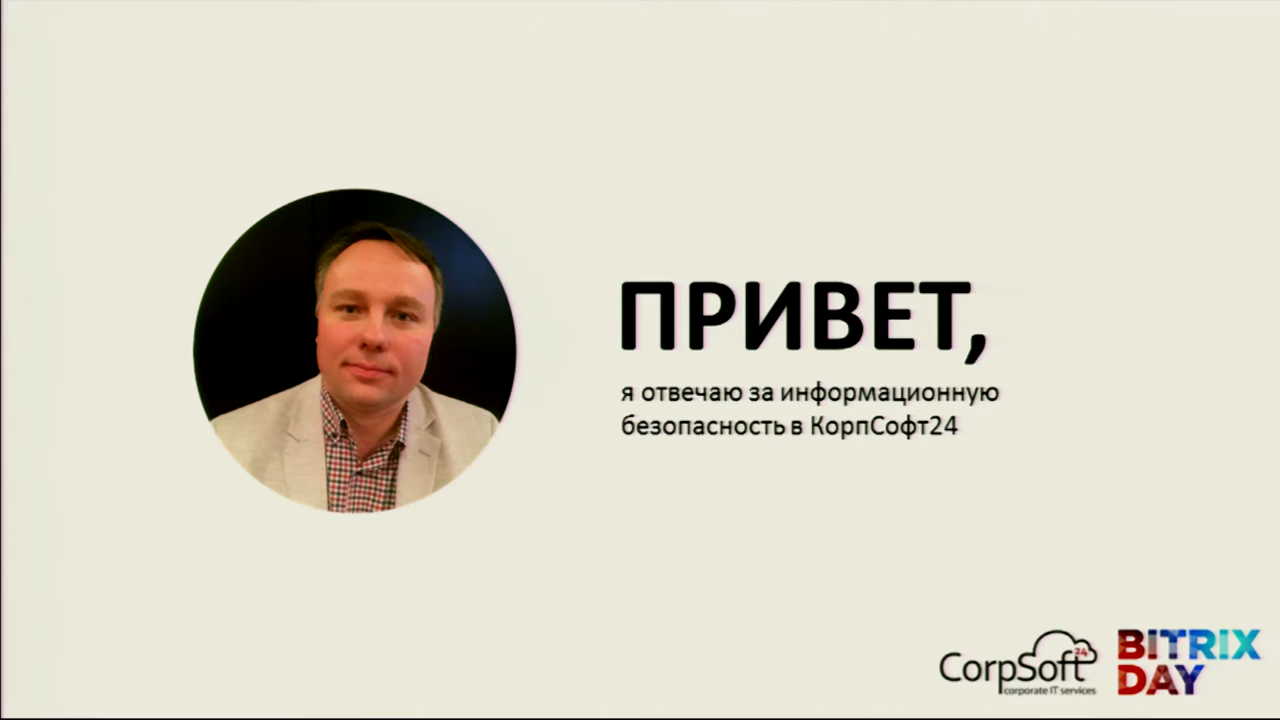 ПРИВЕТ,
я отвечаю за информационную
безопасность в КорпСофт24
CorpSoft24
corporate IT services
BITRIX
DAY